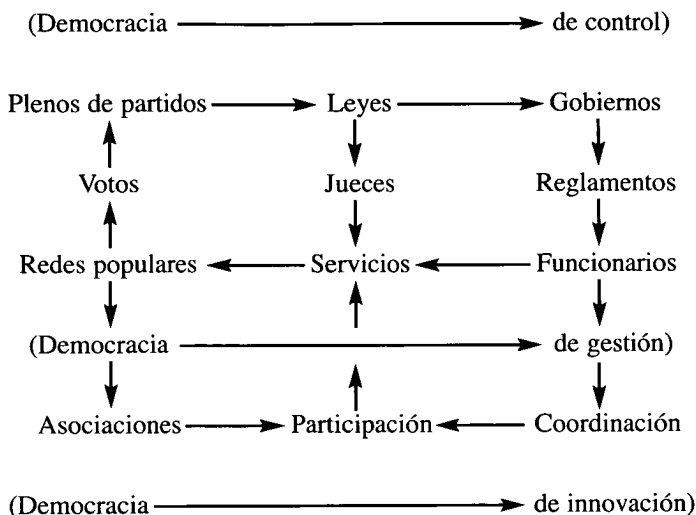 (Democracia de control)
Plenos de partidos Leyes Gobiernos
Votos Jueces Reglamentos
Redes populares Servicios Funcionarios
(Democracia de gestión)
Asociaciones Participación Coordinación
(Democracia de innovación)